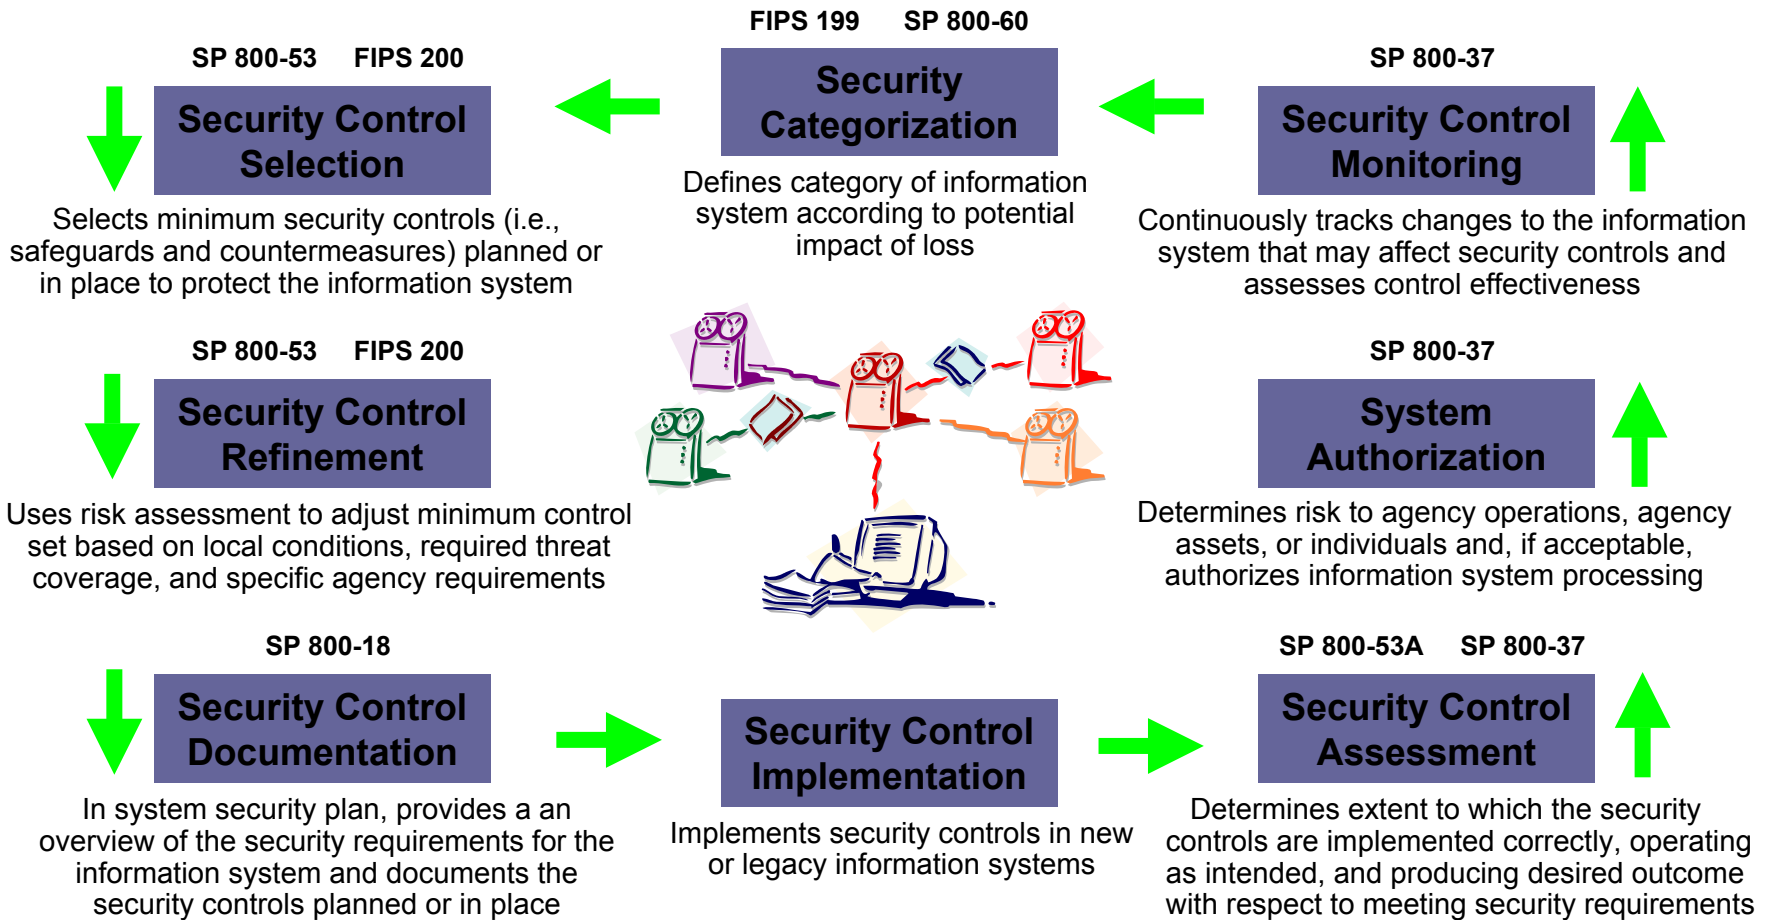 FIPS 199 SP 800-60
Security
Categorization
Defines category of information
system according to potential
impact of loss
SP 800-53 FIPS 200
Security Control
Selection
Selects minimum security controls (i.e.,
safeguards and countermeasures) planned or
in place to protect the information system
SP 800-53 FIPS 200
Security Control
Refinement
Uses risk assessment to adjust minimum control
set based on local conditions, required threat
coverage, and specific agency requirements
SP 800-18
Security Control
Documentation
In system security plan, provides a an
overview of the security requirements for the
information system and documents the
security controls planned or in place
Security Control
Implementation
Implements security controls in new
or legacy information systems
SP 800-53A SP 800-37
Security Control
Assessment
Determines extent to which the security
controls are implemented correctly, operating
as intended, and producing desired outcome
with respect to meeting security requirements
SP 800-37
System
Authorization
Determines risk to agency operations, agency
assets, or individuals and, if acceptable,
authorizes information system processing
SP 800-37
Security Control
Monitoring
Continuously tracks changes to the information
system that may affect security controls and
assesses control effectiveness